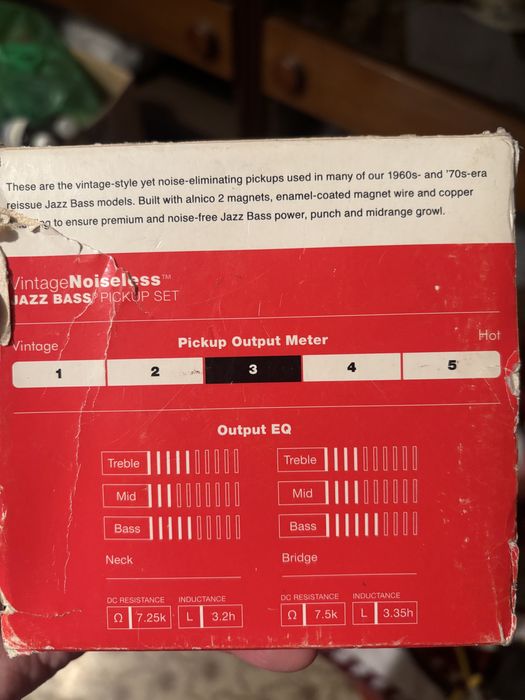 These are the vintage-style yet noise-eliminating pickups used in many of our 1960s- and '70s-era
reissue Jazz Bass models. Built with alnico 2 magnets, enamel-coated magnet wire and copper
to ensure premium and noise-free Jazz Bass power, punch and midrange growl.
VintageNoiseless™
JAZZ BASS® PICKUP SET
Vintage Pickup Output Meter Hot
1 2 3 4 5
Output EQ
Treble Treble
Mid Mid
Bass Bass
Neck Bridge
DC RESISTANCE INDUCTANCE DC RESISTANCE INDUCTANCE
Ω 7.25k L 3.2h Ω 7.5k L 3.35h